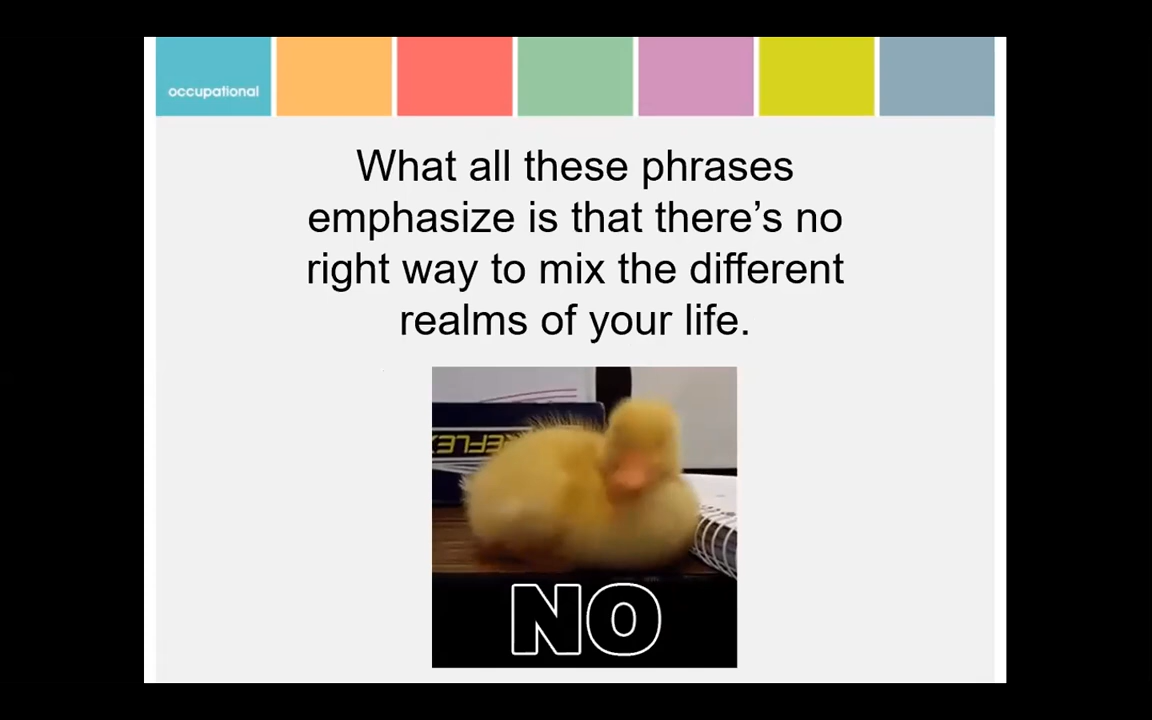 occupational
What all these phrases
emphasize is that there's no
right way to mix the different
realms of your life.
REFLEX
NO